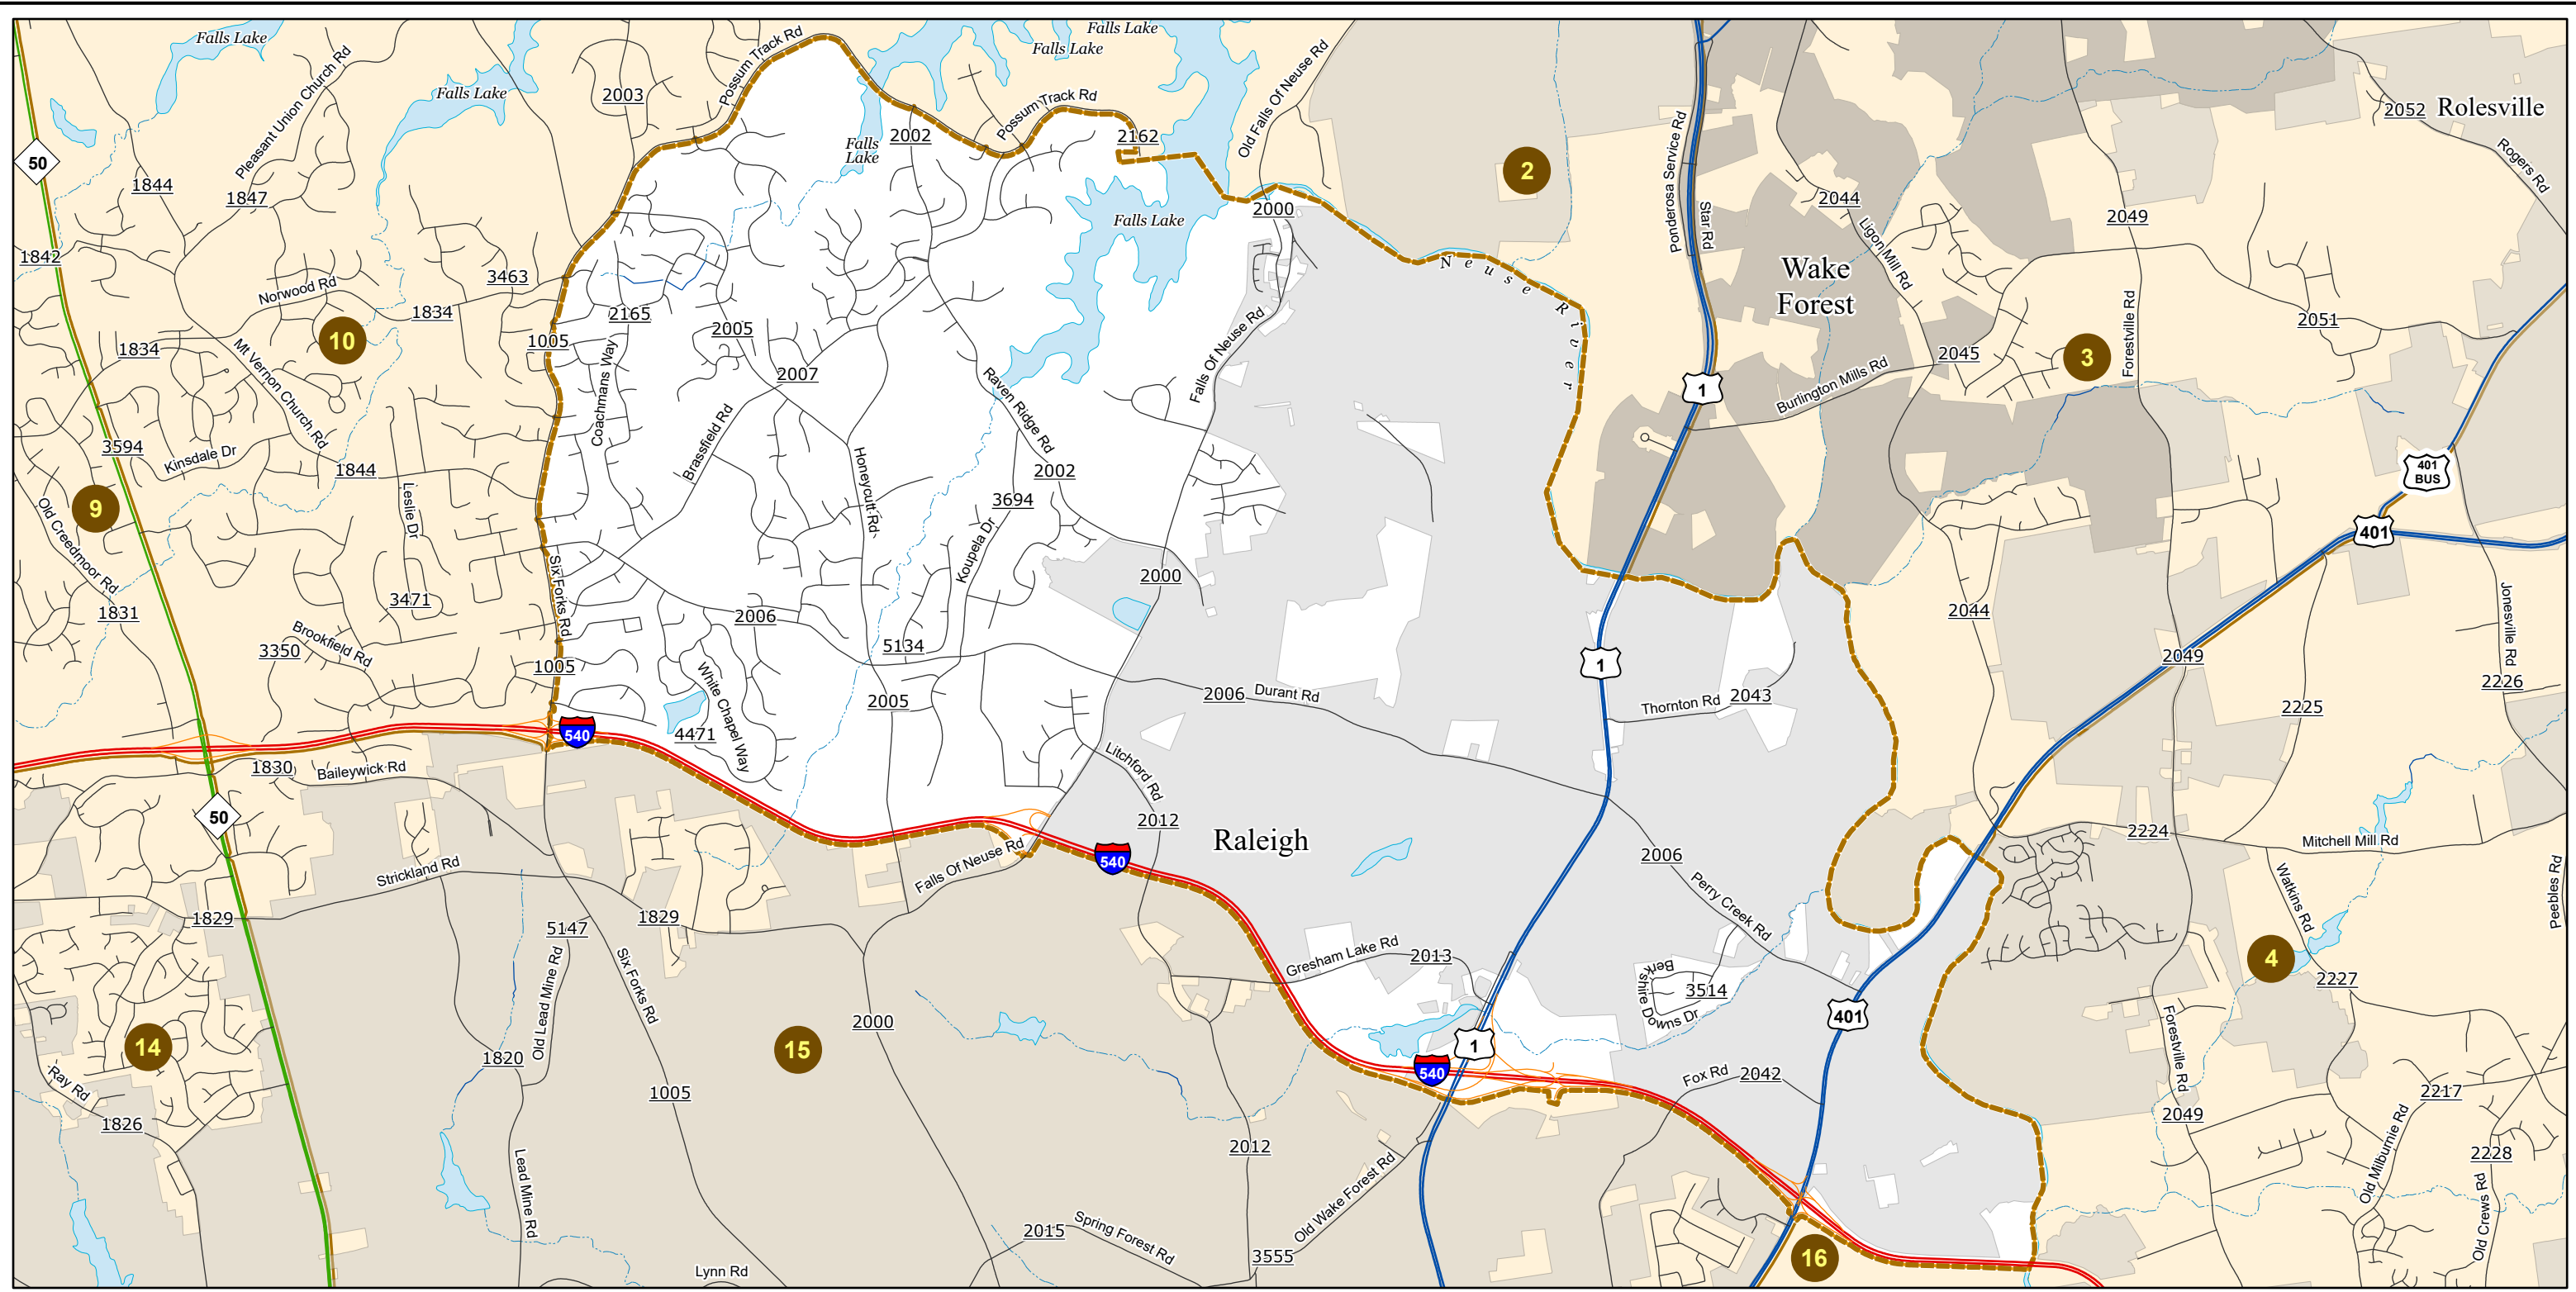 Falls Lake
Falls Lake
Falls Lake
Falls Lake
Falls
Lake
Falls Lake
Possum Track Rd
Possum Track Rd
Pleasant Union Church Rd
Old Falls Of Neuse Rd
2003
2002
2162
2
Ponderosa Service Rd
Star Rd
2052
Rolesville
Rogers Rd
50
1844
1847
2000
2044
Ligon Mill Rd
2049
1842
Norwood Rd
3463
Neuse River
Wake
Forest
10
1834
1834
1005
2165
2005
2007
Falls Of Neuse Rd
2051
2045
3
Forestville Rd
Mt Vernon Church Rd
Coachmans Way
Brassfield Rd
Raven Ridge Rd
1
Burlington Mills Rd
3594
Kinsdale Dr
1844
Honeycutt Rd
2002
401
BUS
9
Old Creedmoor Rd
Leslie Dr
3694
Koupela Dr
401
Six Forks Rd
2000
3471
1831
2006
2044
Jonesville Rd
Brookfield Rd
3350
5134
1005
1
2049
White Chapel Way
2005
2006
Durant Rd
Thornton Rd
2043
2226
2225
540
4471
Litchford Rd
1830
Baileywick Rd
50
2012
Raleigh
2224
Mitchell Mill Rd
Strickland Rd
Falls Of Neuse Rd
540
2006
Perry Creek Rd
Watkins Rd
Peebles Rd
1829
5147
1829
Old Lead Mine Rd
Six Forks Rd
Gresham Lake Rd
2013
Berkshire Downs Dr
3514
4
2227
14
15
2000
1
401
Forestville Rd
1820
540
Ray Rd
1005
Fox Rd
2042
1826
2049
2217
2012
Old Milburnie Rd
2228
Lead Mine Rd
Old Wake Forest Rd
Old Crews Rd
2015
Spring Forest Rd
3555
16
Lynn Rd